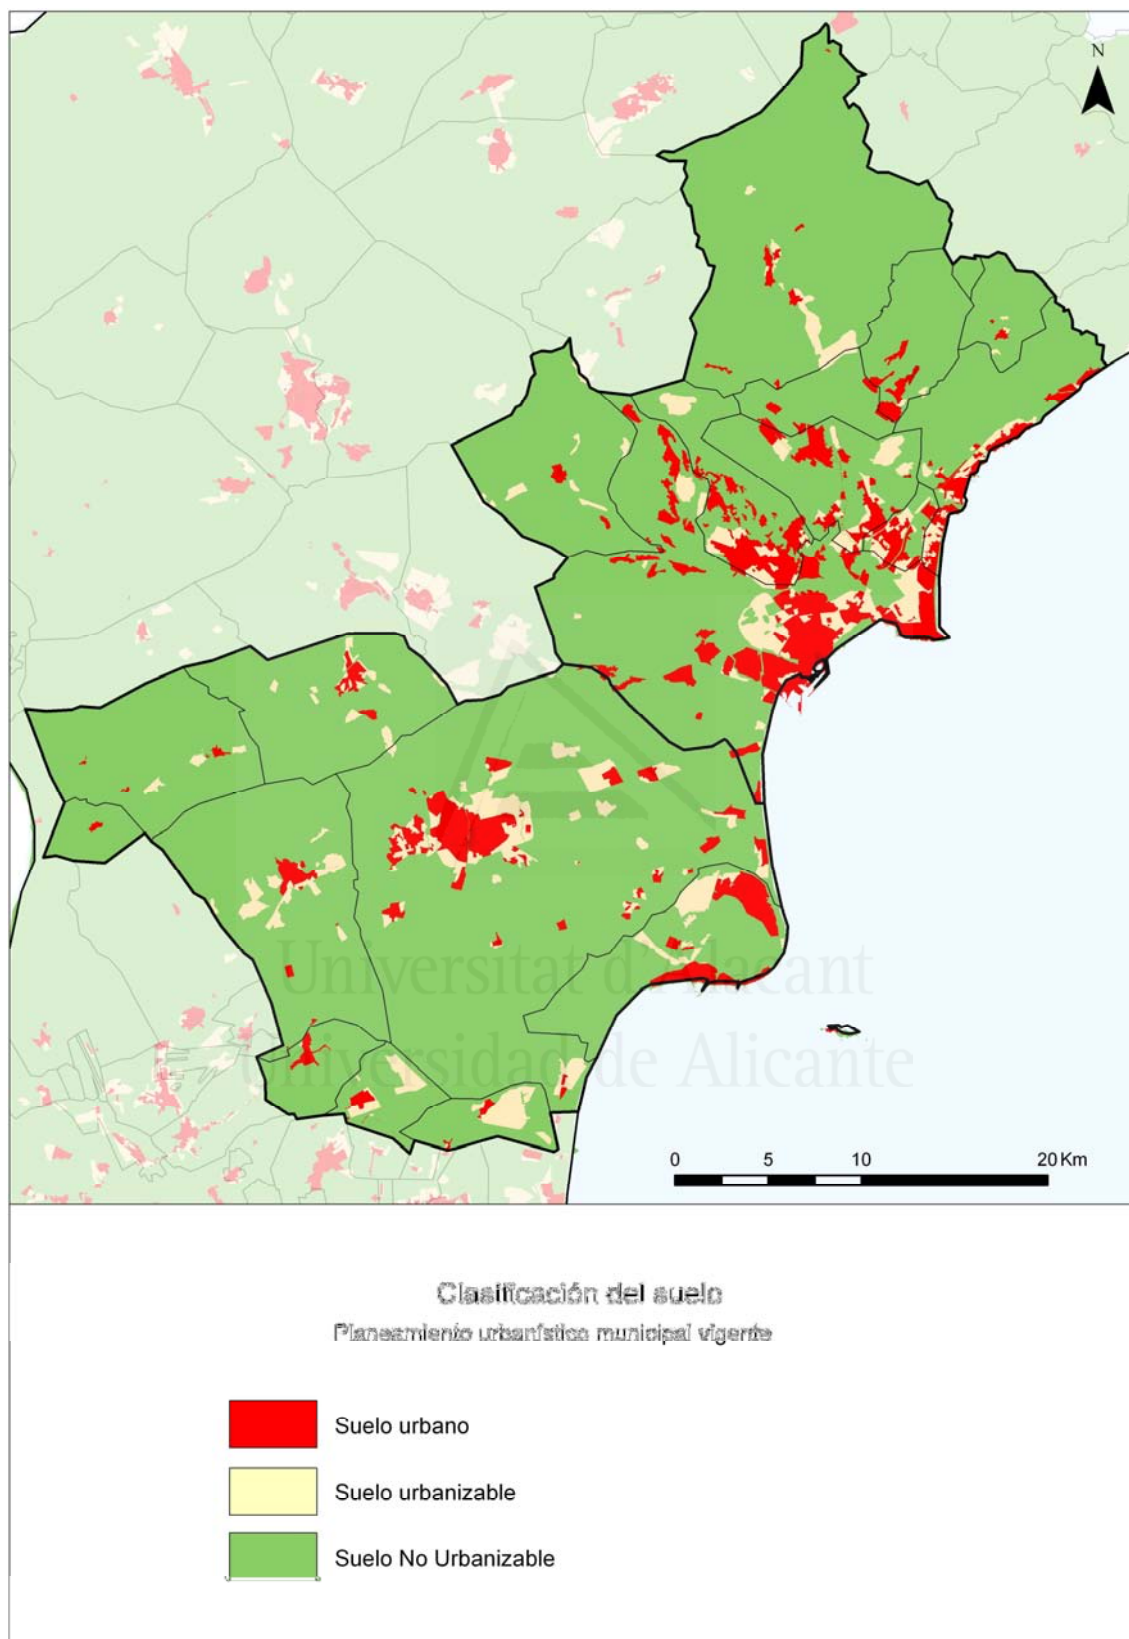 N
Universitat d'Alacant
Universidad de Alicante
0 5 10 20 Km
Clasificación del suelo
Planeamiento urbanístico municipal vigente
Suelo urbano
Suelo urbanizable
Suelo No Urbanizable